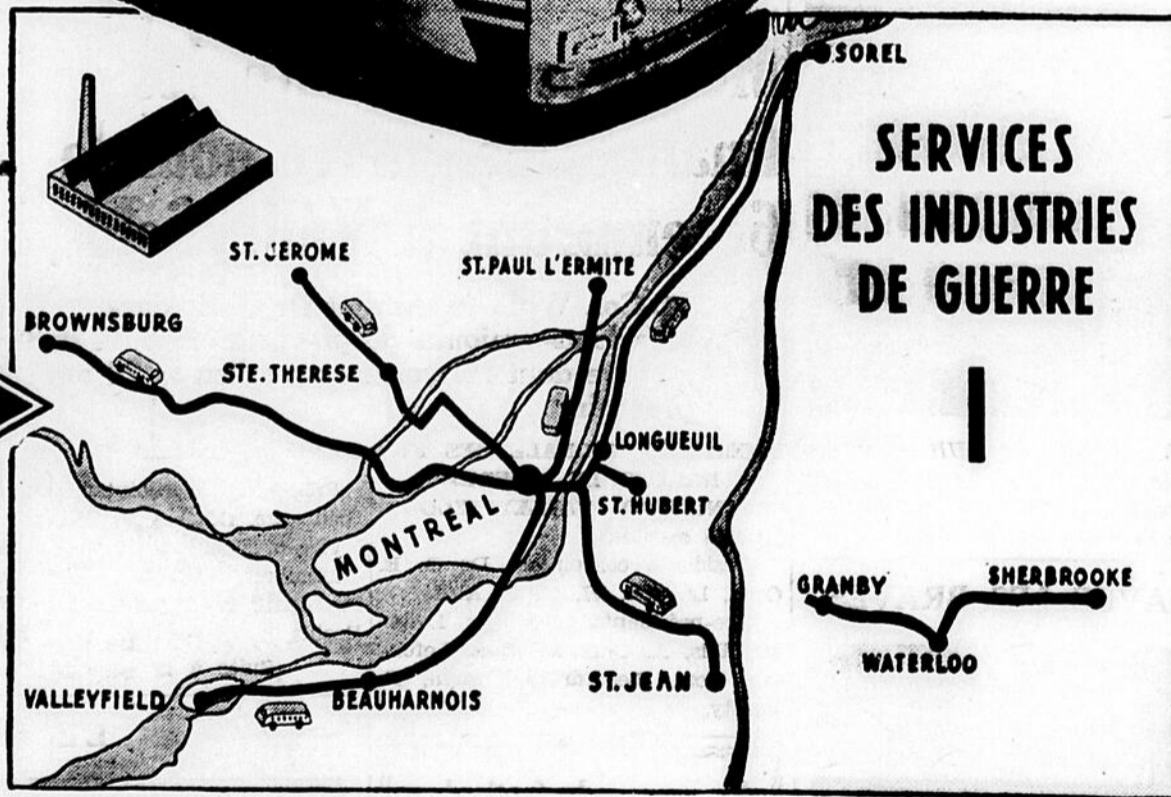 SOREL
SERVICES
DES INDUSTRIES
DE GUERRE
ST. JEROME
ST. PAUL L'ERMITE
BROWNSBURG
STE. THERESE
LONGUEUIL
ST. HUBERT
MONTREAL
GRANBY
SHERBROOKE
WATERLOO
ST. JEAN
VALLEYFIELD
BEAUHARNOIS